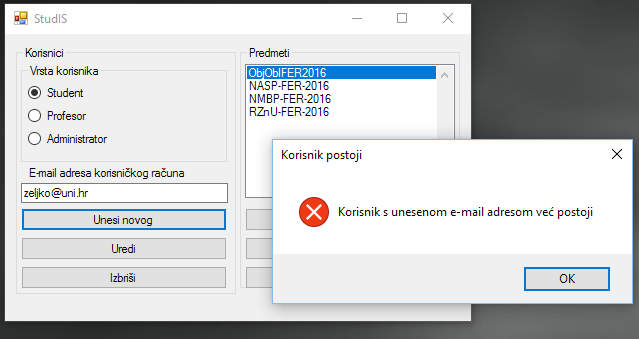 StudIS
Korisnici
Vrsta korisnika
Student
Profesor
Administrator
E-mail adresa korisničkog računa
zeljko@uni.hr
Unesi novog
Uredi
Izbriši
Predmeti
ObjOblFER2016
NASP-FER-2016
NMBP-FER-2016
RZnU-FER-2016
Korisnik postoji
Korisnik s unesenom e-mail adresom već postoji
OK